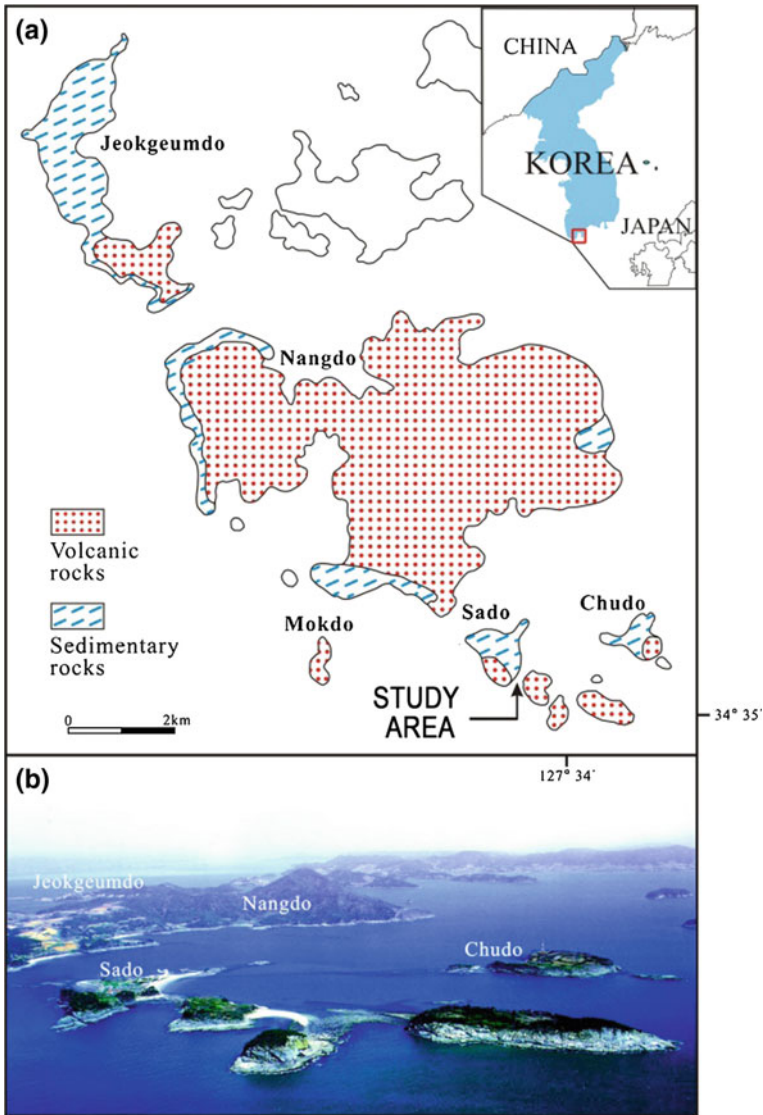 (a)
CHINA
KOREA
JAPAN
Jeokgeumdo
Nangdo
Volcanic
rocks
Sedimentary
rocks
Mokdo
Sado
Chudo
STUDY
AREA
0 2km
34° 35'
127° 34'
(b)
Jeokgeumdo
Nangdo
Chudo
Sado